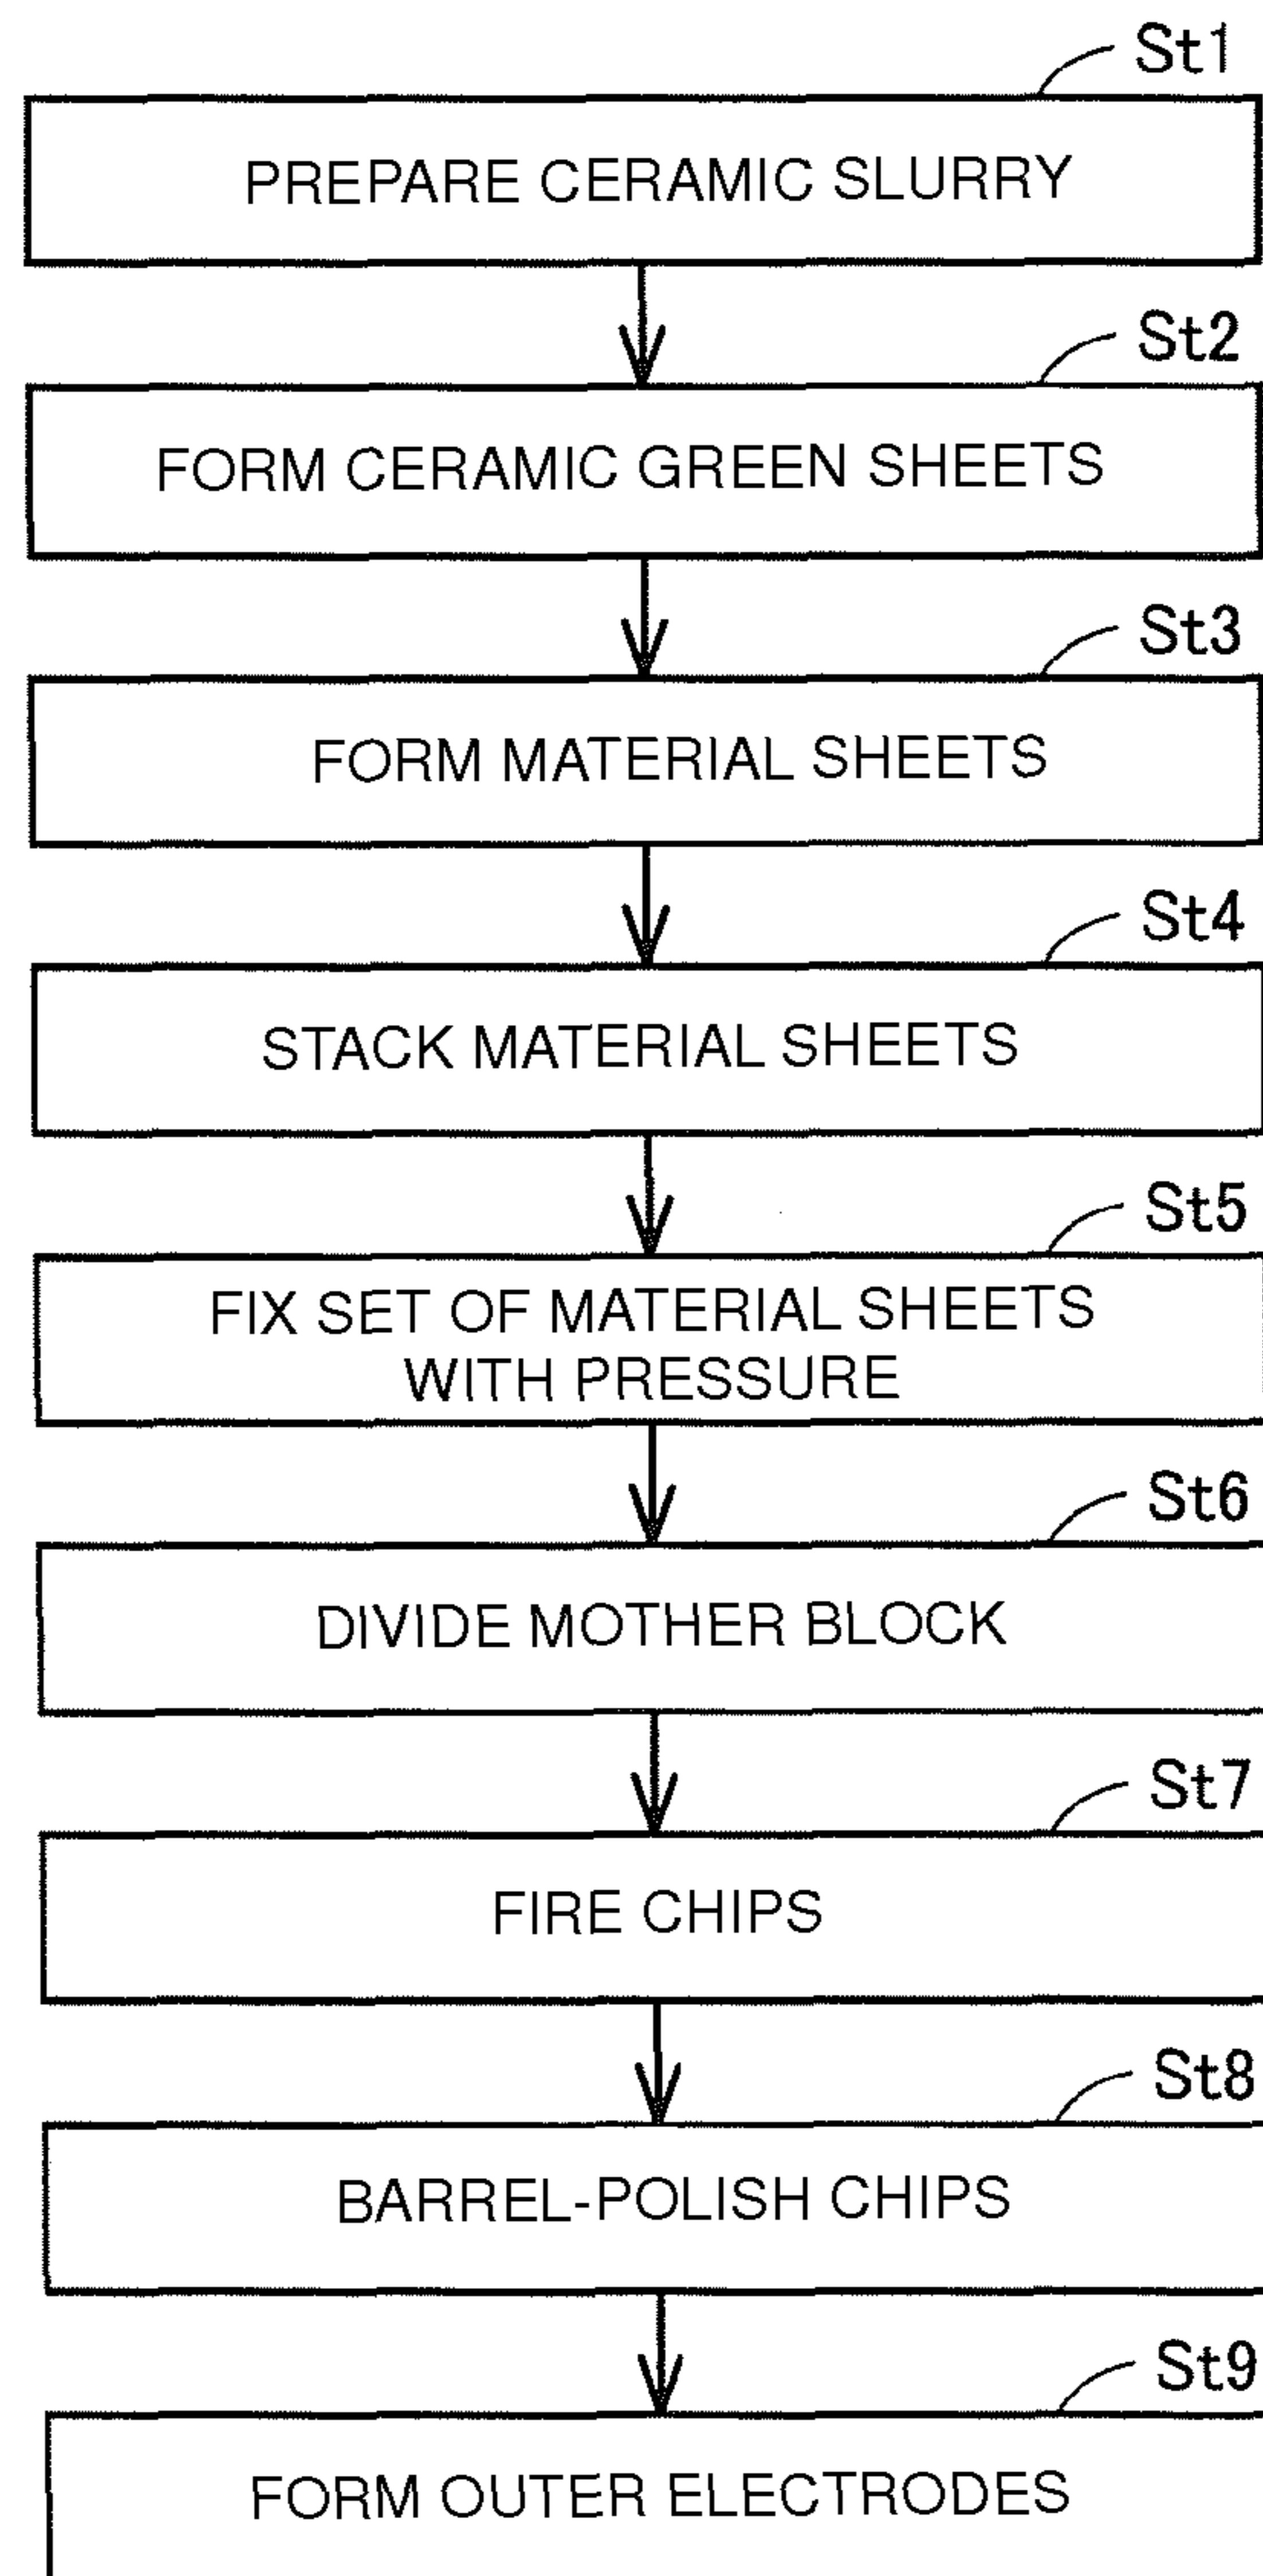 St1
PREPARE CERAMIC SLURRY
St2
FORM CERAMIC GREEN SHEETS
St3
FORM MATERIAL SHEETS
St4
STACK MATERIAL SHEETS
St5
FIX SET OF MATERIAL SHEETS
WITH PRESSURE
St6
DIVIDE MOTHER BLOCK
St7
FIRE CHIPS
St8
BARREL-POLISH CHIPS
St9
FORM OUTER ELECTRODES